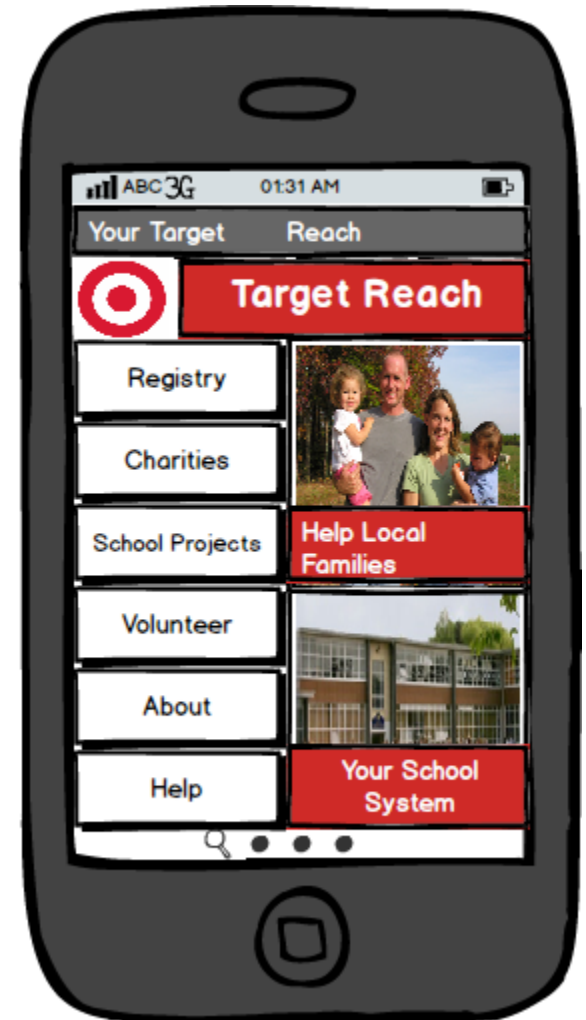 ABC 3G 01:31 AM
Your Target Reach
Target Reach
Registry
Charities
School Projects
Volunteer
About
Help
Help Local
Families
Your School
System